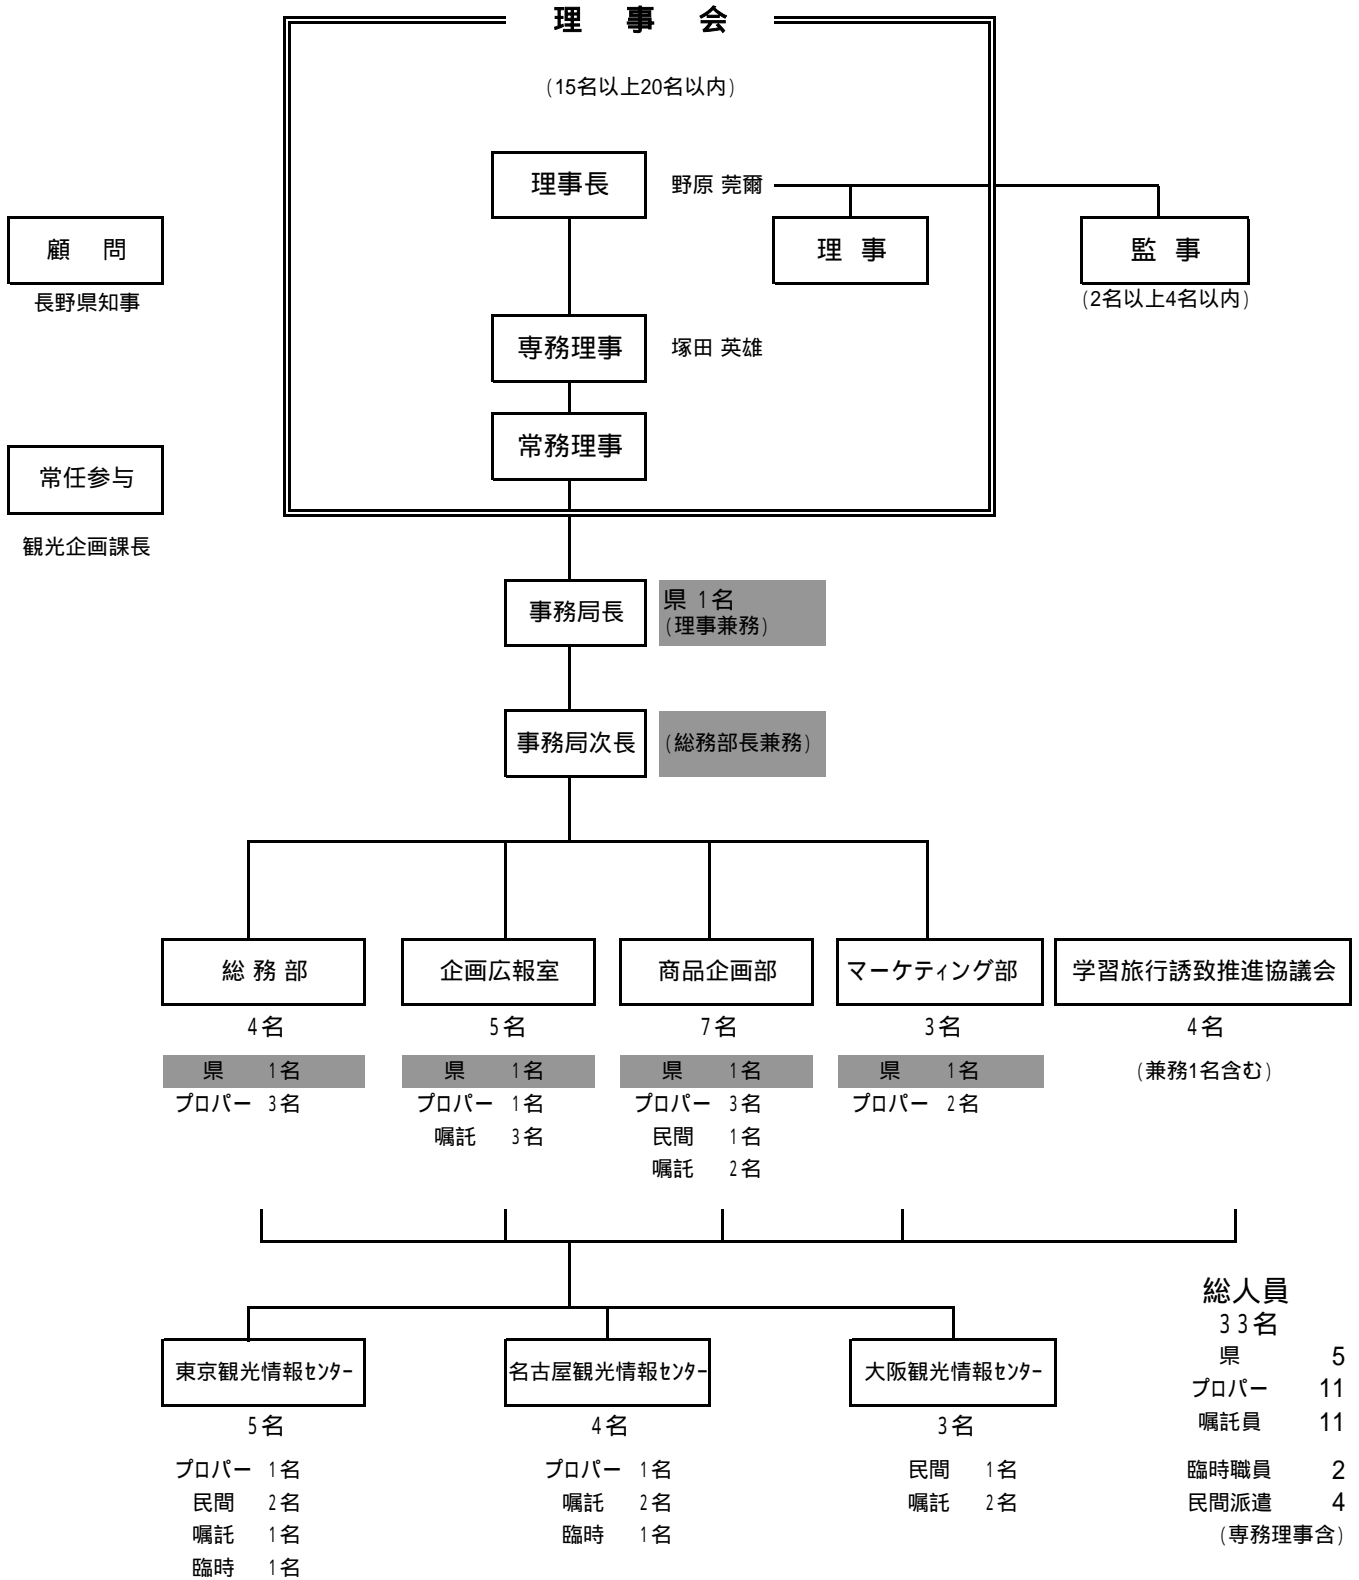 理 事 会
(15名以上20名以内)
理事長
野原 莞爾
理 事
監 事
(2名以上4名以内)
顧 問
長野県知事
専務理事
塚田 英雄
常務理事
常任参与
観光企画課長
事務局長
県 1名
(理事兼務)
事務局次長
(総務部長兼務)
総 務 部
4名
県 1名
プロパー 3名
企画広報室
5名
県 1名
プロパー 1名
嘱託 3名
商品企画部
7名
県 1名
プロパー 3名
民間 1名
嘱託 2名
マーケティング部
3名
県 1名
プロパー 2名
学習旅行誘致推進協議会
4名
(兼務1名含む)
東京観光情報ｾﾝﾀｰ
5名
プロパー 1名
民間 2名
嘱託 1名
臨時 1名
名古屋観光情報ｾﾝﾀｰ
4名
プロパー 1名
嘱託 2名
臨時 1名
大阪観光情報ｾﾝﾀｰ
3名
民間 1名
嘱託 2名
総人員
33名
県 5
プロパー 11
嘱託員 11
臨時職員 2
民間派遣 4
(専務理事含)